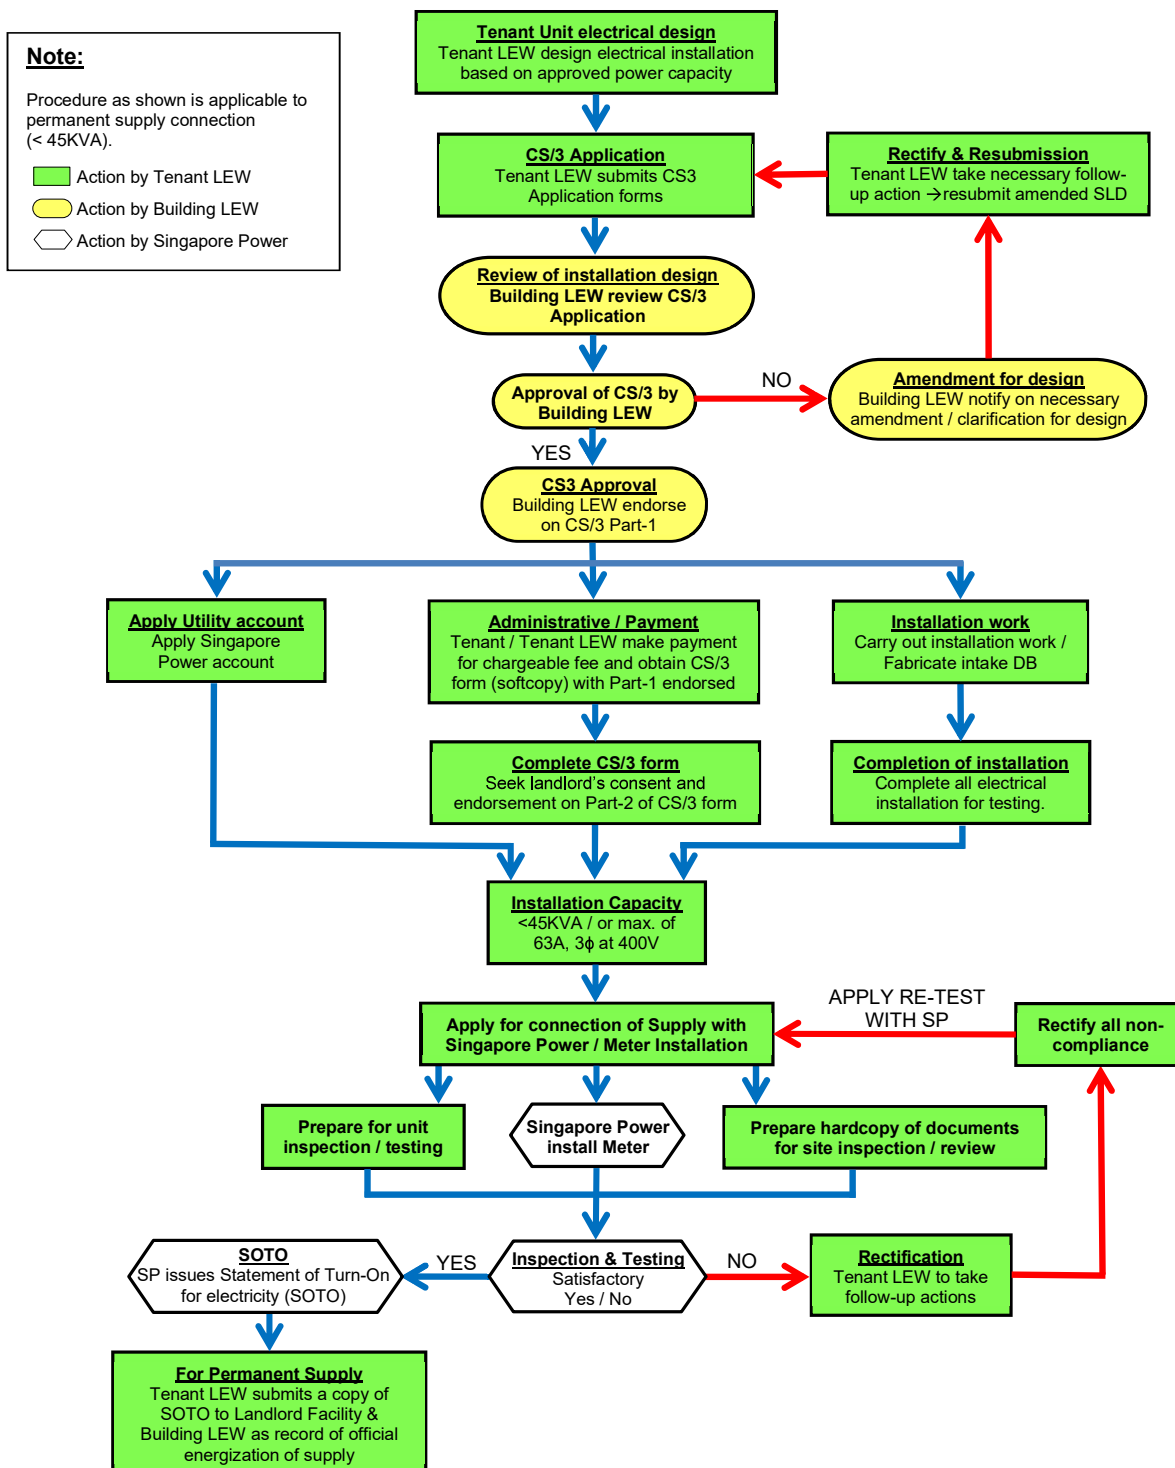 Note:
Procedure as shown is applicable to
permanent supply connection
(< 45KVA).
Action by Tenant LEW
Action by Building LEW
Action by Singapore Power
Tenant Unit electrical design
Tenant LEW design electrical installation
based on approved power capacity
CS/3 Application
Tenant LEW submits CS3
Application forms
Rectify & Resubmission
Tenant LEW take necessary follow-
up action →resubmit amended SLD
Review of installation design
Building LEW review CS/3
Application
Approval of CS/3 by
Building LEW
NO
Amendment for design
Building LEW notify on necessary
amendment / clarification for design
YES
CS3 Approval
Building LEW endorse
on CS/3 Part-1
Apply Utility account
Apply Singapore
Power account
Administrative / Payment
Tenant / Tenant LEW make payment
for chargeable fee and obtain CS/3
form (softcopy) with Part-1 endorsed
Installation work
Carry out installation work /
Fabricate intake DB
Complete CS/3 form
Seek landlord’s consent and
endorsement on Part-2 of CS/3 form
Completion of installation
Complete all electrical
installation for testing.
Installation Capacity
<45KVA / or max. of
63A, 3ϕ at 400V
Apply for connection of Supply with
Singapore Power / Meter Installation
APPLY RE-TEST
WITH SP
Rectify all non-
compliance
Prepare for unit
inspection / testing
Singapore Power
install Meter
Prepare hardcopy of documents
for site inspection / review
SOTO
SP issues Statement of Turn-On
for electricity (SOTO)
YES
Inspection & Testing
Satisfactory
Yes / No
NO
Rectification
Tenant LEW to take
follow-up actions
For Permanent Supply
Tenant LEW submits a copy of
SOTO to Landlord Facility &
Building LEW as record of official
energization of supply